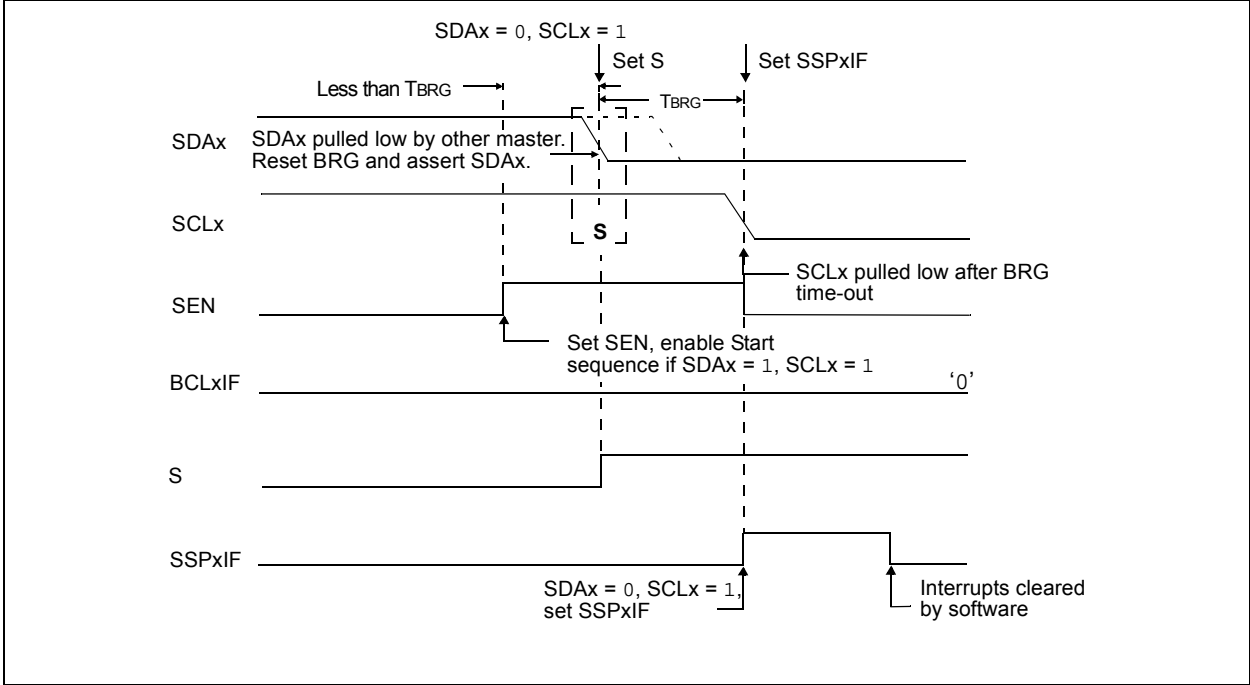 SDAx = 0, SCLx = 1
Set S
Set SSPxIF
Less than TBRG
TBRG
SDAx
SDAx pulled low by other master.
Reset BRG and assert SDAx.
SCLx
S
SCLx pulled low after BRG
time-out
SEN
Set SEN, enable Start
sequence if SDAx = 1, SCLx = 1
BCLxIF
‘0’
S
SSPxIF
SDAx = 0, SCLx = 1,
set SSPxIF
Interrupts cleared
by software